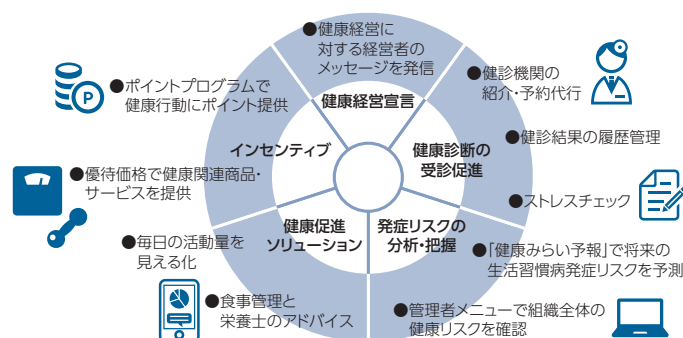 ●健康経営に
対する経営者の
メッセージを発信
健康経営宣言
●健診機関の
紹介・予約代行
●健診結果の履歴管理
健康診断の
受診促進
●ストレスチェック
発症リスクの
分析・把握
●「健康みらい予報」で将来の
生活習慣病発症リスクを予測
●管理者メニューで組織全体の
健康リスクを確認
健康促進
ソリューション
●毎日の活動量を
見える化
●食事管理と
栄養士のアドバイス
インセンティブ
●ポイントプログラムで
健康行動にポイント提供
P
●優待価格で健康関連商品・
サービスを提供